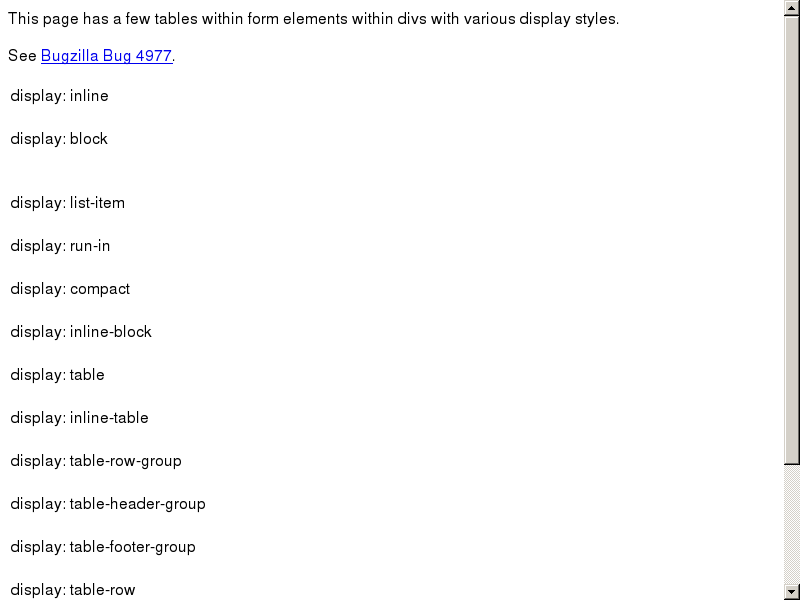 This page has a few tables within form elements within divs with various display styles.
See Bugzilla Bug 4977.
display: inline
display: block
display: list-item
display: run-in
display: compact
display: inline-block
display: table
display: inline-table
display: table-row-group
display: table-header-group
display: table-footer-group
display: table-row